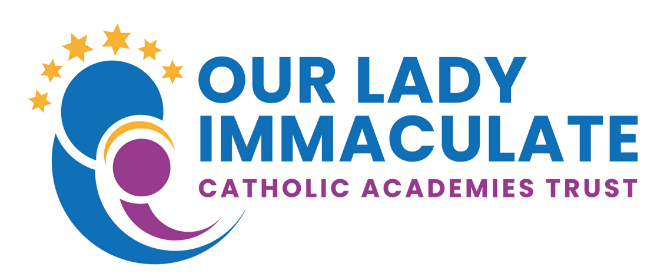 OUR LADY
IMMACULATE
CATHOLIC ACADEMIES TRUST